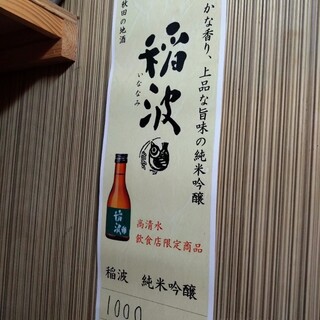 かな香り、上品な旨味の純米吟醸
秋田の地酒
稲波
いななみ
稲波
高清水
飲食店限定商品
稲波 純米吟醸
1000